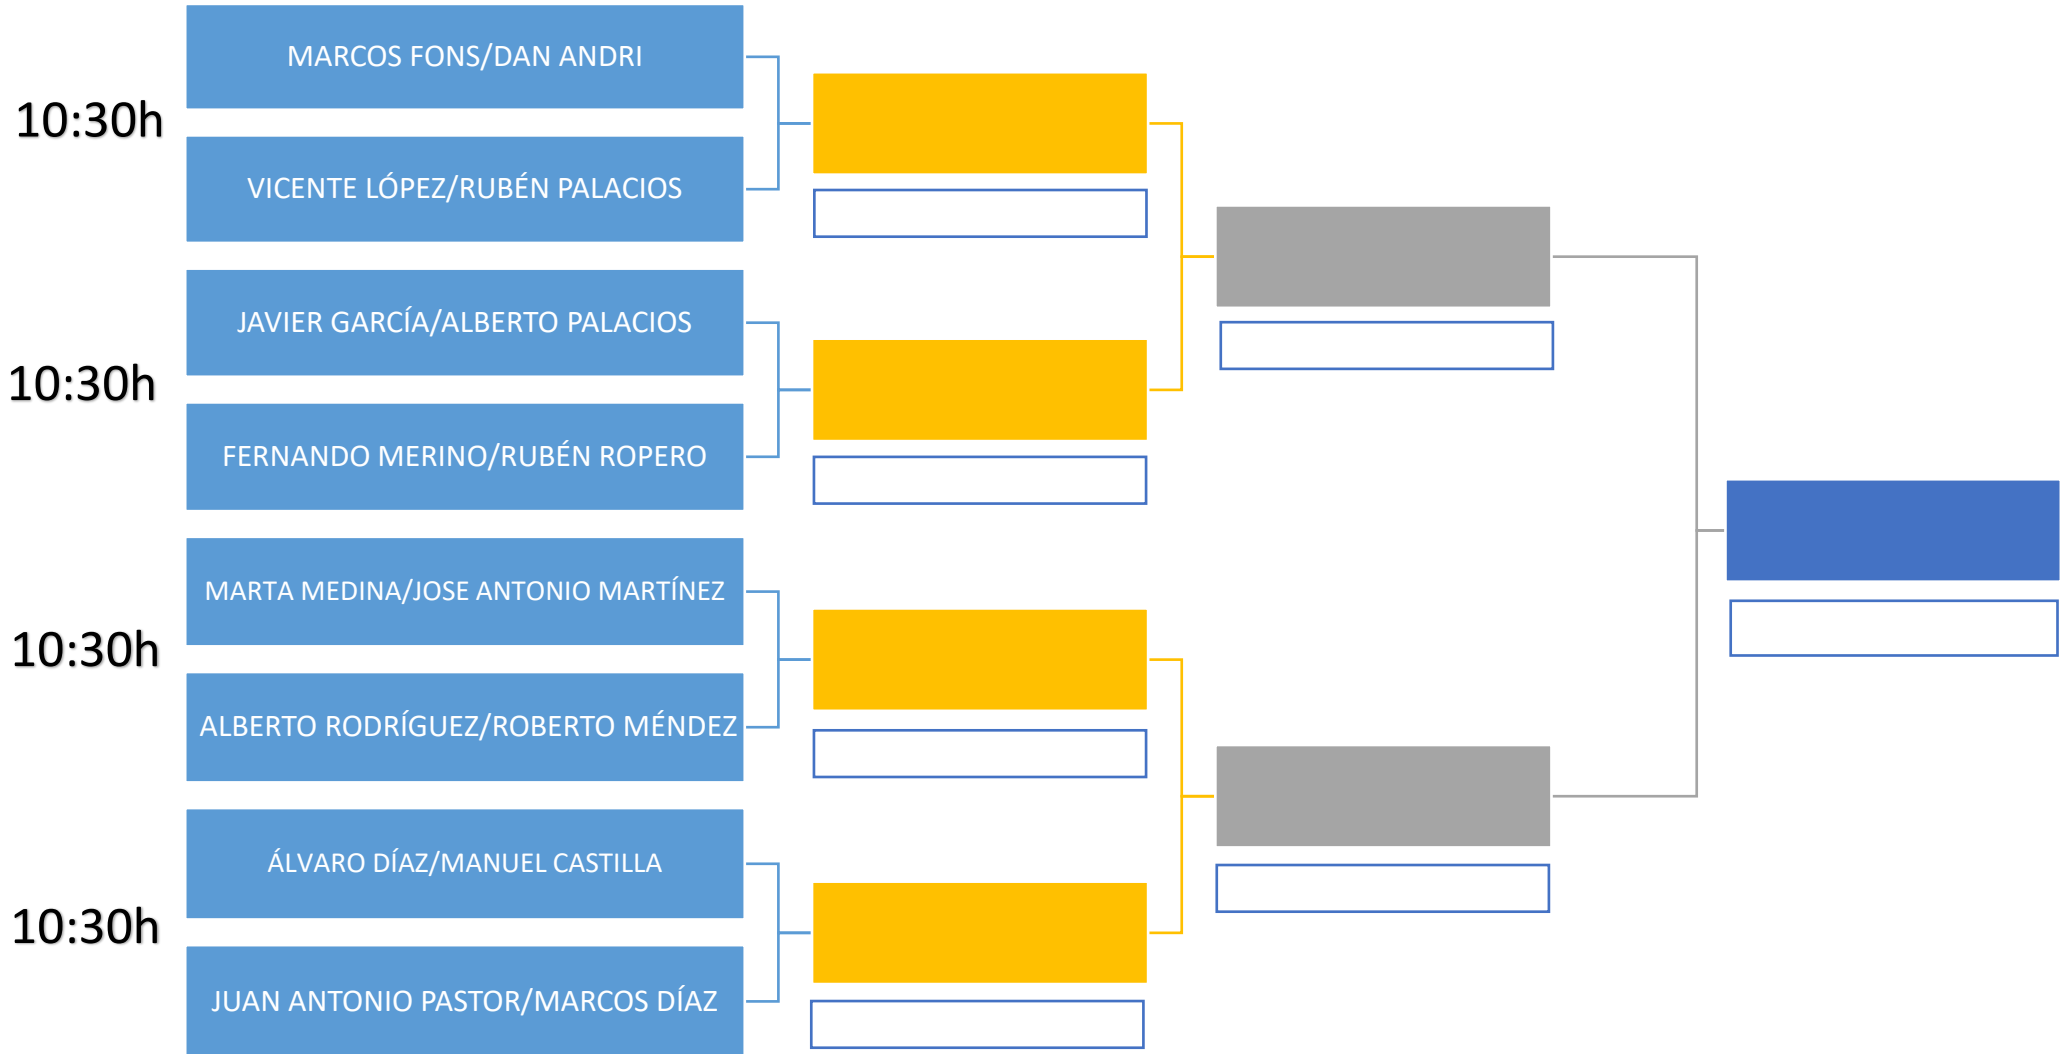 MARCOS FONS/DAN ANDRI
10:30h
VICENTE LÓPEZ/RUBÉN PALACIOS
JAVIER GARCÍA/ALBERTO PALACIOS
10:30h
FERNANDO MERINO/RUBÉN ROPERO
MARTA MEDINA/JOSE ANTONIO MARTÍNEZ
10:30h
ALBERTO RODRÍGUEZ/ROBERTO MÉNDEZ
ÁLVARO DÍAZ/MANUEL CASTILLA
10:30h
JUAN ANTONIO PASTOR/MARCOS DÍAZ